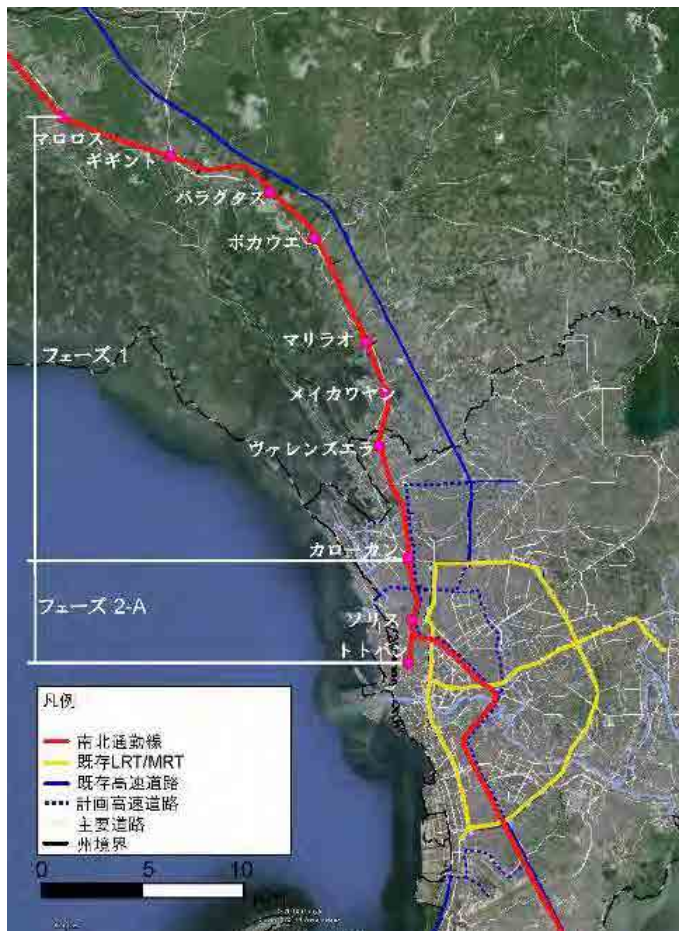 マロロス
ギギント
バラグタス
ボカウエ
マリラオ
フェーズ 1
メイカワヤン
ヴァレンズエラ
カローカン
フェーズ 2-A
ソリス
トトバン
凡例
南北通勤線
既存LRT/MRT
既存高速道路
計画高速道路
主要道路
州境界
0 5 10